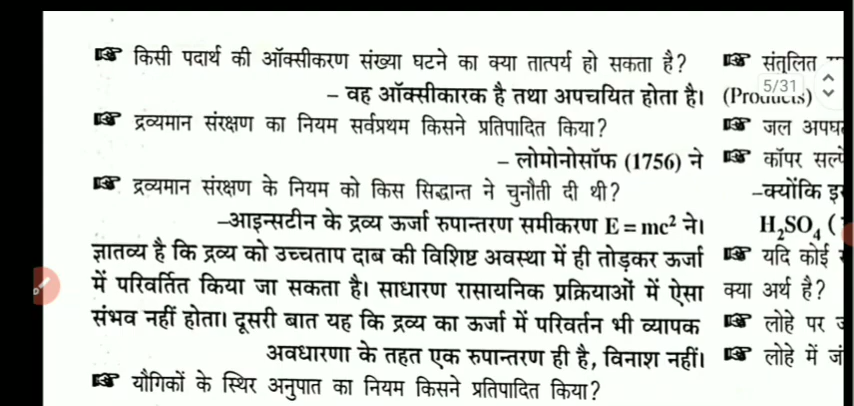 ☞ किसी पदार्थ की ऑक्सीकरण संख्या घटने का क्या तात्पर्य हो सकता है?
– वह ऑक्सीकारक है तथा अपचयित होता है।
☞ द्रव्यमान संरक्षण का नियम सर्वप्रथम किसने प्रतिपादित किया?
– लोमोनोसॉफ (1756) ने
☞ द्रव्यमान संरक्षण के नियम को किस सिद्धान्त ने चुनौती दी थी?
–आइन्सटीन के द्रव्य ऊर्जा रुपान्तरण समीकरण E = mc² ने।
ज्ञातव्य है कि द्रव्य को उच्चताप दाब की विशिष्ट अवस्था में ही तोड़कर ऊर्जा
में परिवर्तित किया जा सकता है। साधारण रासायनिक प्रक्रियाओं में ऐसा
संभव नहीं होता। दूसरी बात यह कि द्रव्य का ऊर्जा में परिवर्तन भी व्यापक
अवधारणा के तहत एक रुपान्तरण ही है, विनाश नहीं।
☞ यौगिकों के स्थिर अनुपात का नियम किसने प्रतिपादित किया?
☞ संतुलित
(Products)
5/31
☞ जल
☞ कॉपर
–क्योंकि
H₂SO₄ (
☞ यदि कोई
क्या अर्थ है?
☞ लोहे पर
☞ लोहे में